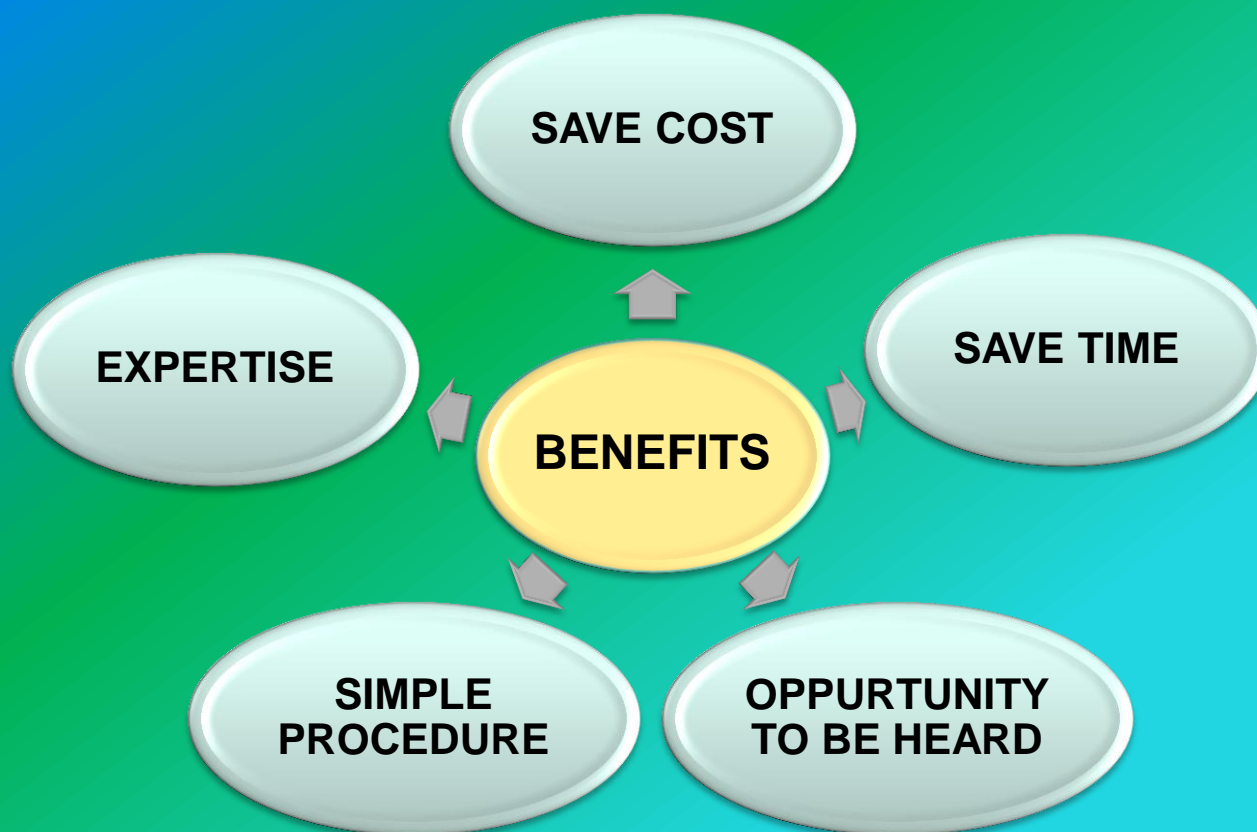 SAVE COST
EXPERTISE
SAVE TIME
BENEFITS
SIMPLE
PROCEDURE
OPPURTUNITY
TO BE HEARD